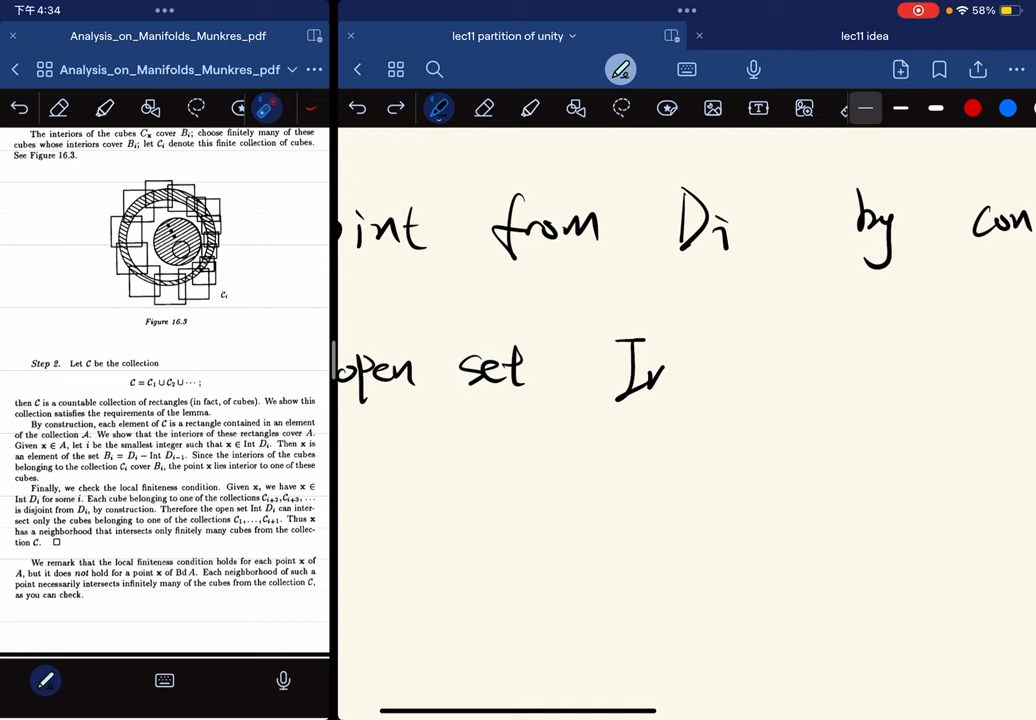 下午4:34
58%
Analysis_on_Manifolds_Munkres_pdf
lec11 partition of unity
lec11 idea
Analysis_on_Manifolds_Munkres_pdf
The interiors of the cubes Cₓ cover Bᵢ; choose finitely many of these
cubes whose interiors cover Bᵢ; let 𝒞ᵢ denote this finite collection of cubes.
See Figure 16.3.
𝒞ᵢ
Figure 16.3
Step 2. Let 𝒞 be the collection
𝒞 = 𝒞₁ ∪ 𝒞₂ ∪ ··· ;
then 𝒞 is a countable collection of rectangles (in fact, of cubes). We show this
collection satisfies the requirements of the lemma.
By construction, each element of 𝒞 is a rectangle contained in an element
of the collection 𝒜. We show that the interiors of these rectangles cover A.
Given x ∈ A, let i be the smallest integer such that x ∈ Int Dᵢ. Then x is
an element of the set Bᵢ = Dᵢ − Int Dᵢ₋₁. Since the interiors of the cubes
belonging to the collection 𝒞ᵢ cover Bᵢ, the point x lies interior to one of these
cubes.
Finally, we check the local finiteness condition. Given x, we have x ∈
Int Dᵢ for some i. Each cube belonging to one of the collections 𝒞ᵢ₊₂, 𝒞ᵢ₊₃, ...
is disjoint from Dᵢ, by construction. Therefore the open set Int Dᵢ can inter-
sect only the cubes belonging to one of the collections 𝒞₁, ..., 𝒞ᵢ₊₁. Thus x
has a neighborhood that intersects only finitely many cubes from the collec-
tion 𝒞. □
We remark that the local finiteness condition holds for each point x of
A, but it does not hold for a point x of Bd A. Each neighborhood of such a
point necessarily intersects infinitely many of the cubes from the collection 𝒞,
as you can check.
oint from Di by con
open set In